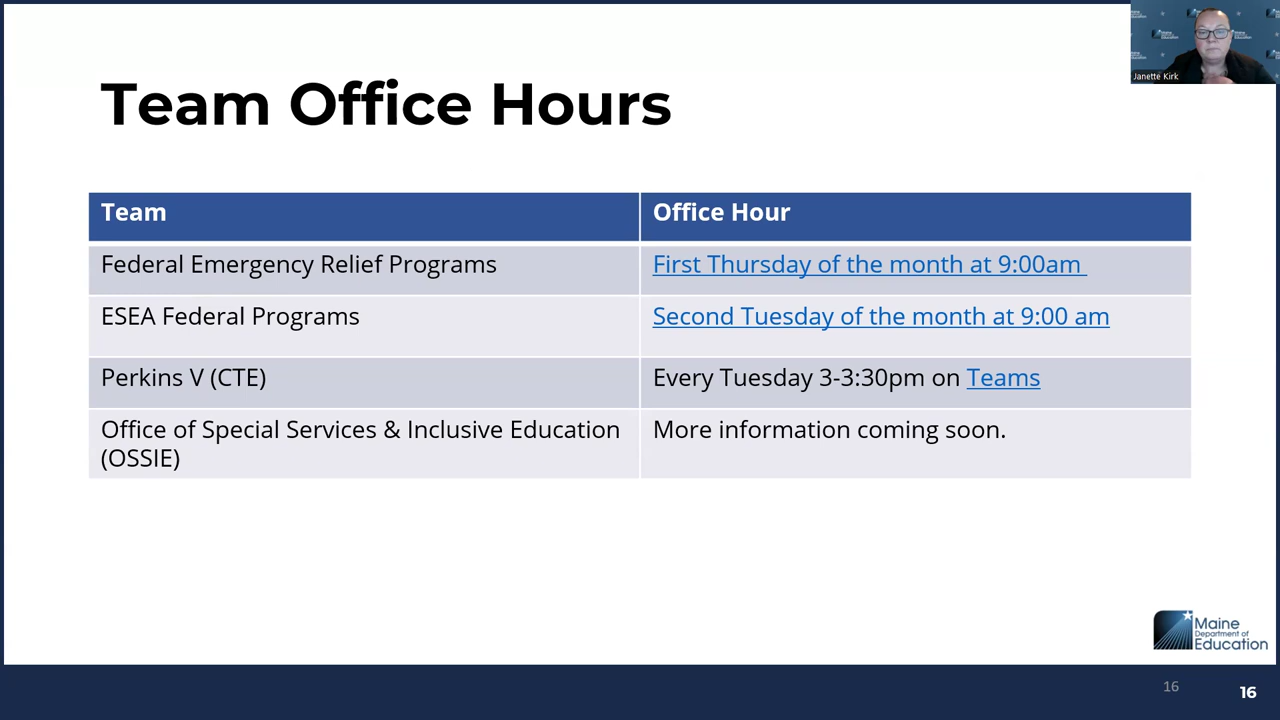 Janette Kirk
Team Office Hours
Team
Office Hour
Federal Emergency Relief Programs
First Thursday of the month at 9:00am
ESEA Federal Programs
Second Tuesday of the month at 9:00 am
Perkins V (CTE)
Every Tuesday 3-3:30pm on Teams
Office of Special Services & Inclusive Education
(OSSIE)
More information coming soon.
Maine
Department of
Education
16
16